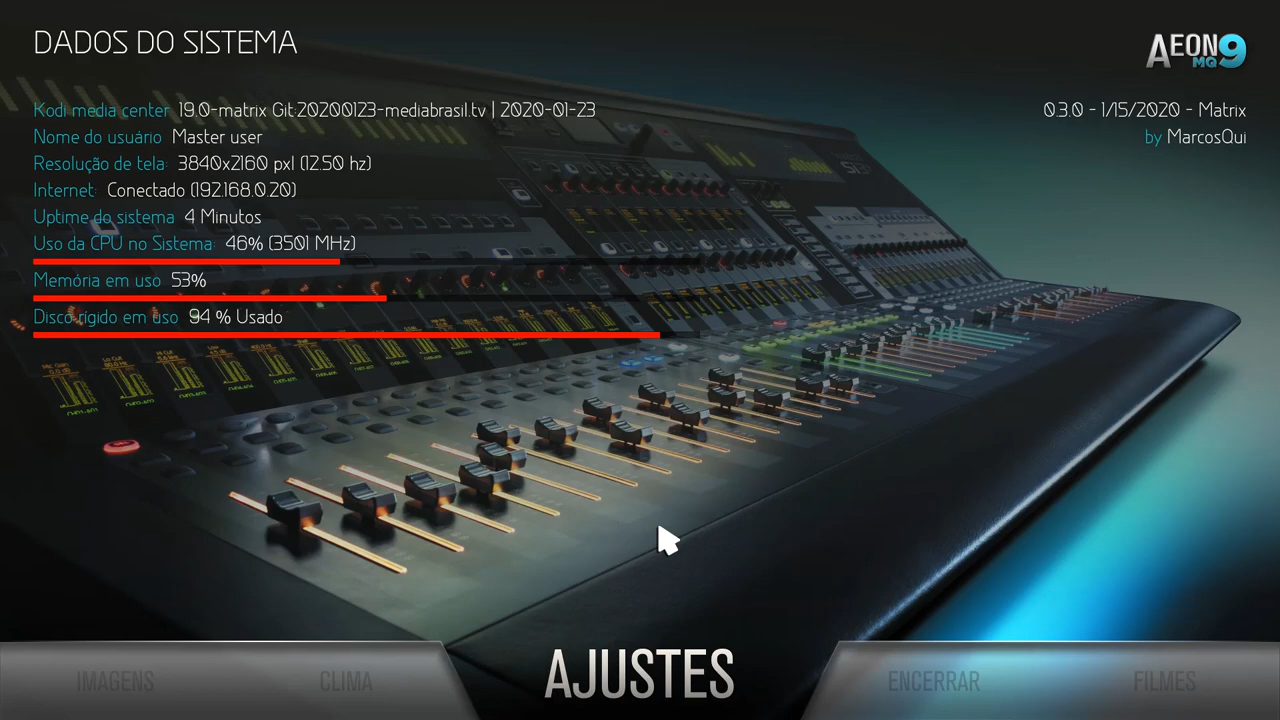 DADOS DO SISTEMA
AEON MQ 9
Kodi media center 19.0-matrix Git:20200123-mediabrasil.tv | 2020-01-23
0.3.0 - 1/15/2020 - Matrix
Nome do usuário Master user
by MarcosQui
Resolução de tela: 3840x2160 pxl (12.50 hz)
Internet: Conectado (192.168.0.20)
Uptime do sistema 4 Minutos
Uso da CPU no Sistema: 46% (3501 MHz)
Memória em uso 53%
Disco rígido em uso 94 % Usado
IMAGENS CLIMA AJUSTES ENCERRAR FILMES